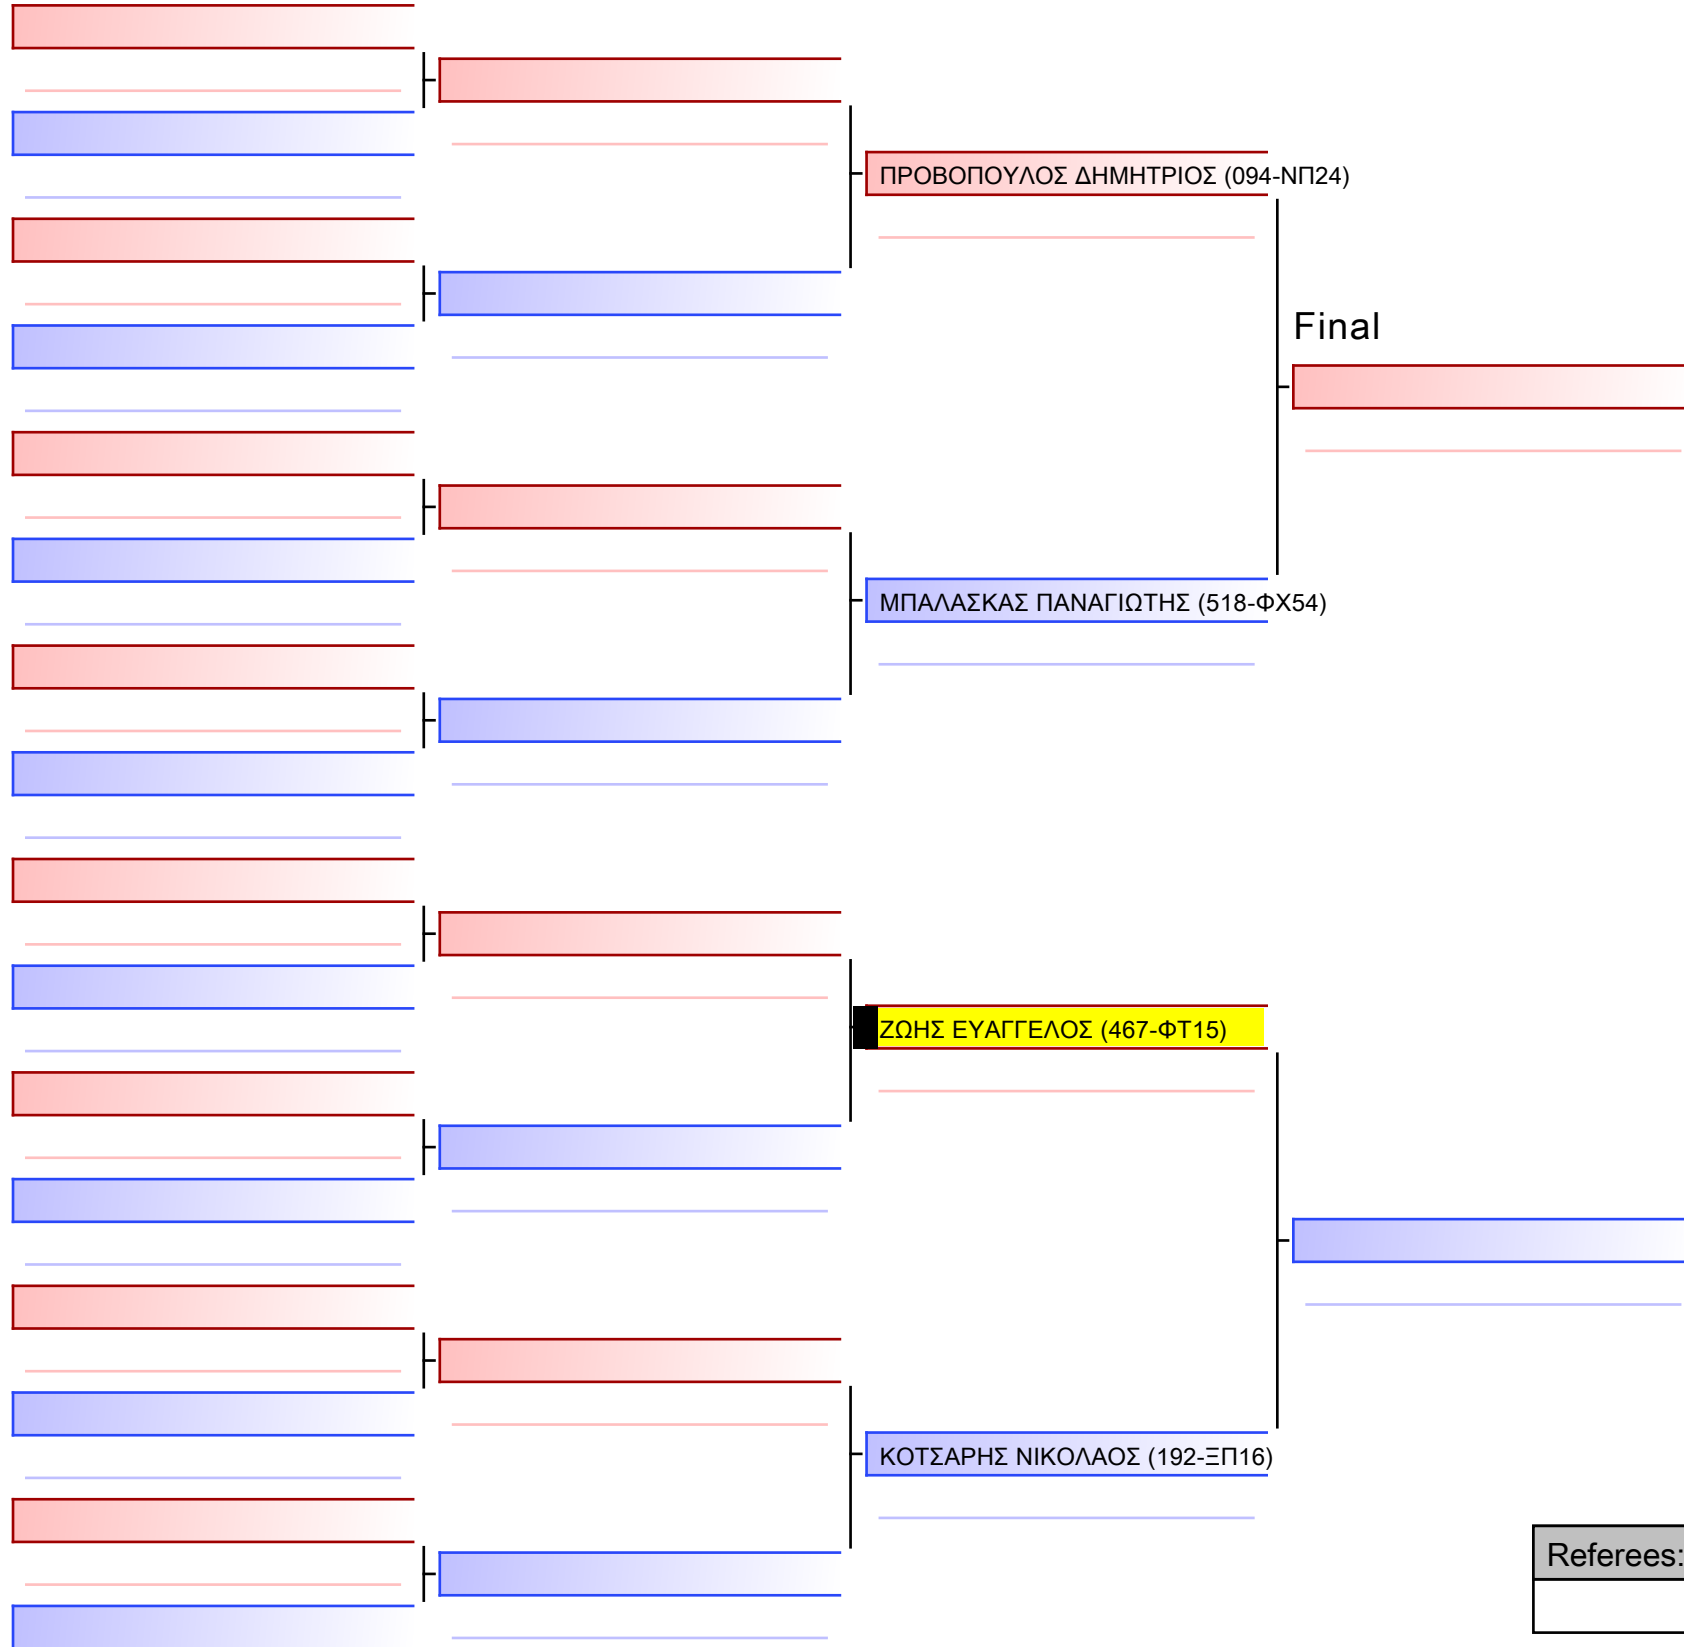 ΠΡΟΒΟΠΟΥΛΟΣ ΔΗΜΗΤΡΙΟΣ (094-ΝΠ24)
Final
ΜΠΑΛΑΣΚΑΣ ΠΑΝΑΓΙΩΤΗΣ (518-ΦΧ54)
ΖΩΗΣ ΕΥΑΓΓΕΛΟΣ (467-ΦΤ15)
ΚΟΤΣΑΡΗΣ ΝΙΚΟΛΑΟΣ (192-ΞΠ16)
Referees: